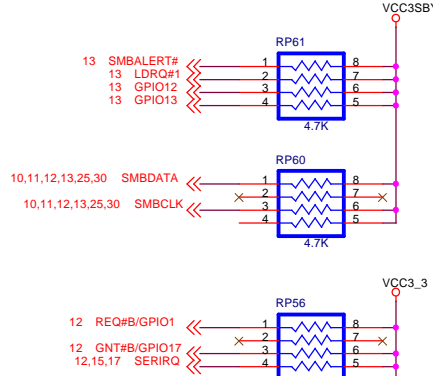 VCC3SBY
RP61
13 SMBALERT# 1 8
13 LDRQ#1 2 7
13 GPIO12 3 6
13 GPIO13 4 5
4.7K
RP60
10,11,12,13,25,30 SMBDATA 1 8
2 7
10,11,12,13,25,30 SMBCLK 3 6
4 5
4.7K
VCC3_3
RP56
12 REQ#B/GPIO1 1 8
2 7
12 GNT#B/GPIO17 3 6
12,15,17 SERIRQ 4 5